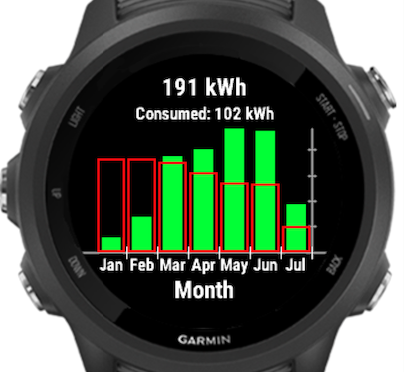 191 kWh
Consumed: 102 kWh
LIGHT
START · STOP
UP
Jan Feb Mar Apr May Jun Jul
DOWN
BACK
Month
GARMIN